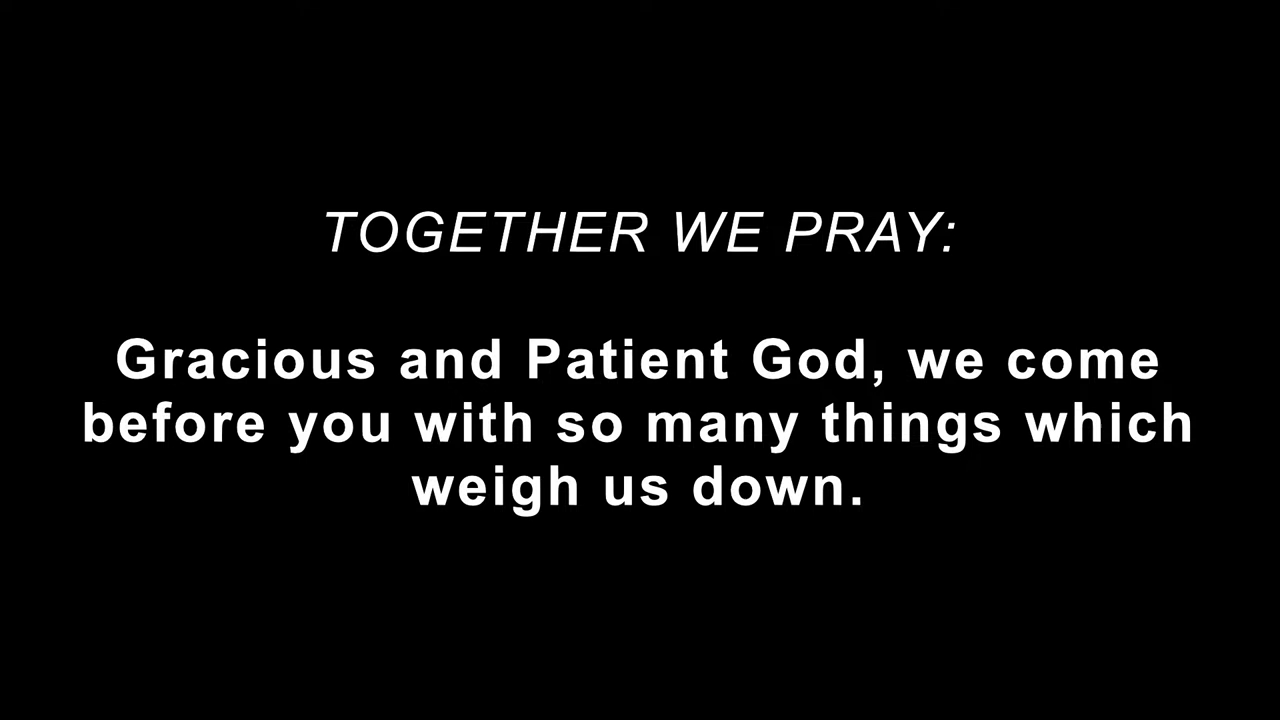 TOGETHER WE PRAY:
Gracious and Patient God, we come
before you with so many things which
weigh us down.